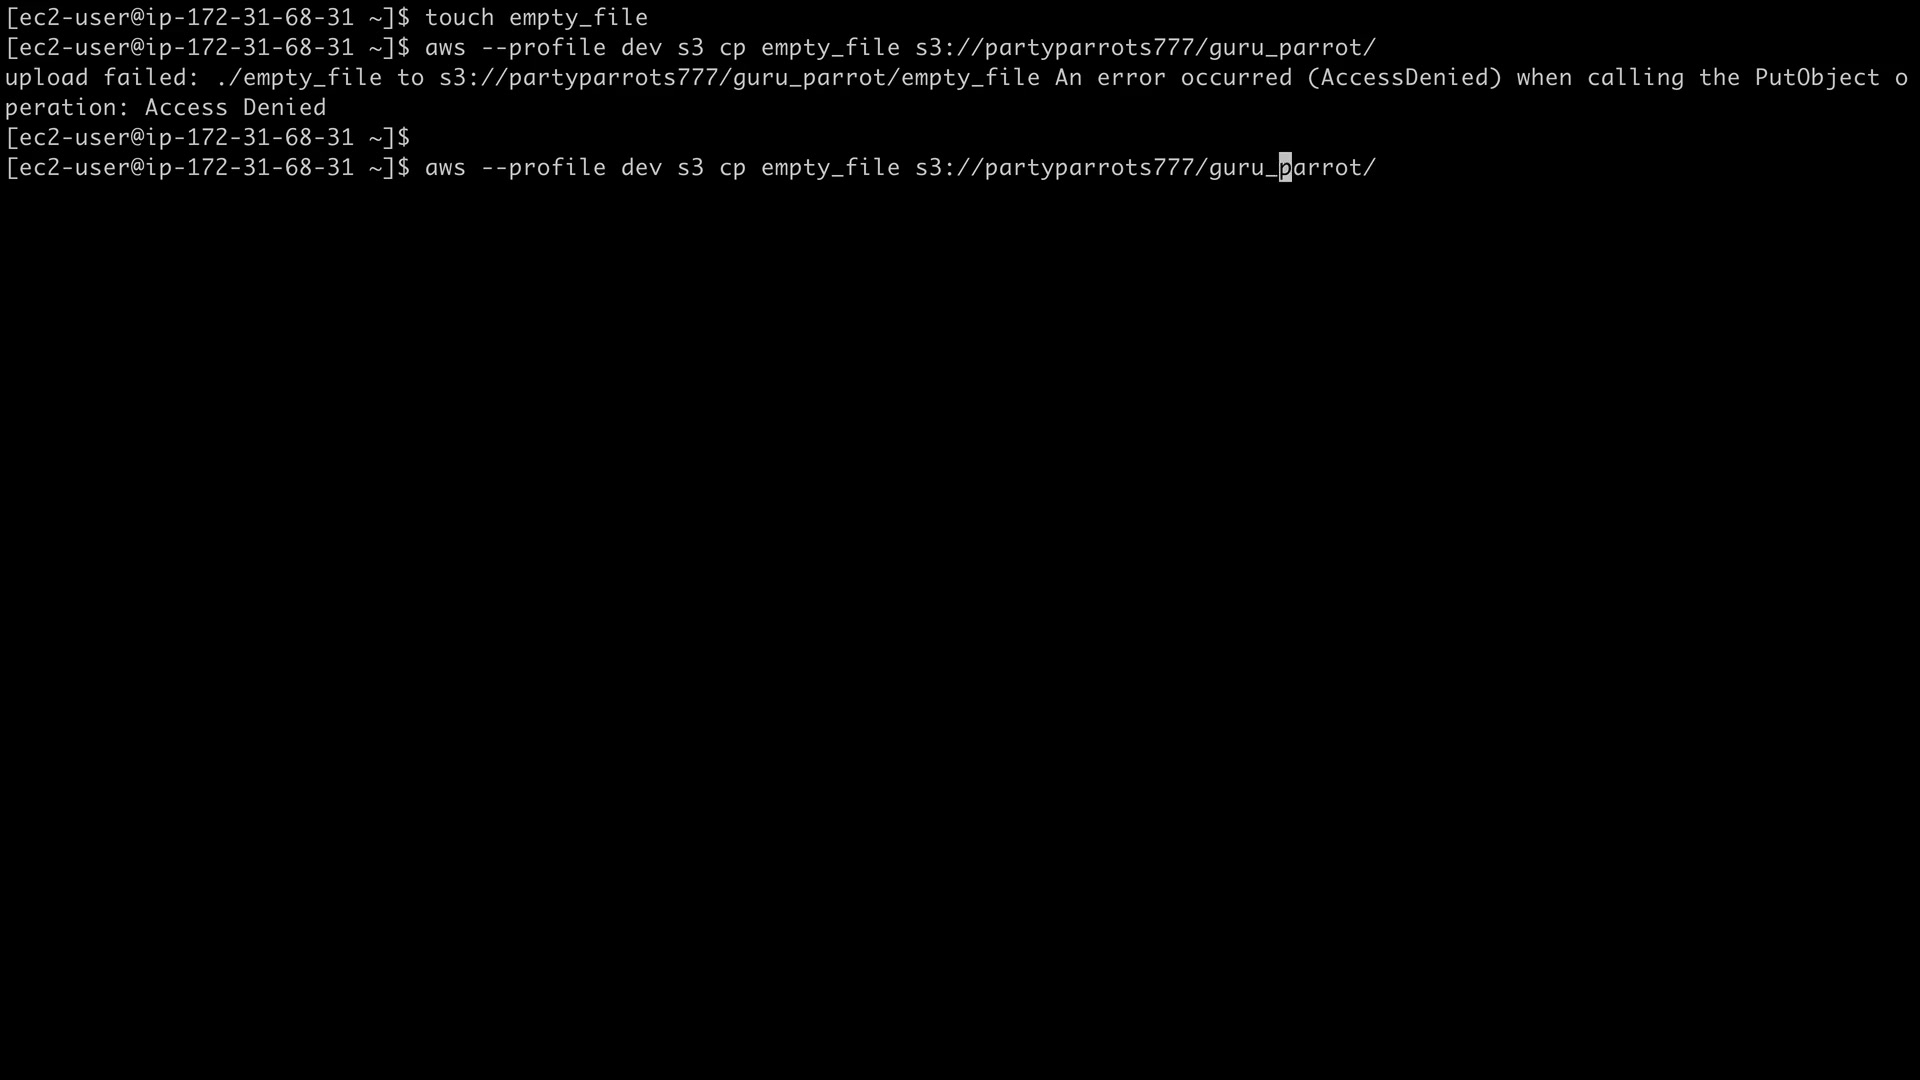 [ec2-user@ip-172-31-68-31 ~]$ touch empty_file
[ec2-user@ip-172-31-68-31 ~]$ aws --profile dev s3 cp empty_file s3://partyparrots777/guru_parrot/
upload failed: ./empty_file to s3://partyparrots777/guru_parrot/empty_file An error occurred (AccessDenied) when calling the PutObject o
peration: Access Denied
[ec2-user@ip-172-31-68-31 ~]$
[ec2-user@ip-172-31-68-31 ~]$ aws --profile dev s3 cp empty_file s3://partyparrots777/guru_parrot/